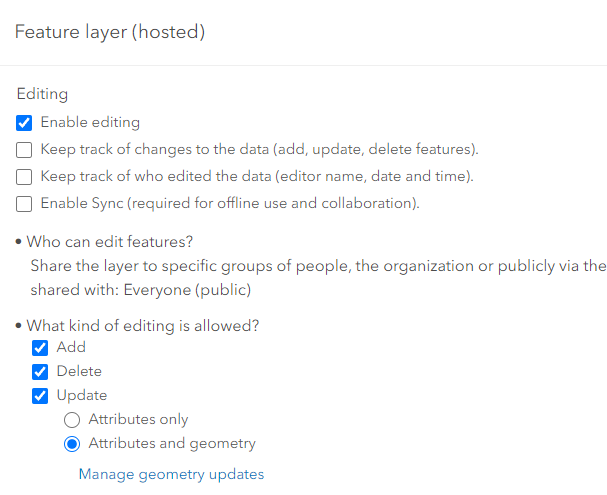 Feature layer (hosted)
Editing
Enable editing
Keep track of changes to the data (add, update, delete features).
Keep track of who edited the data (editor name, date and time).
Enable Sync (required for offline use and collaboration).
• Who can edit features?
Share the layer to specific groups of people, the organization or publicly via the
shared with: Everyone (public)
• What kind of editing is allowed?
Add
Delete
Update
Attributes only
Attributes and geometry
Manage geometry updates